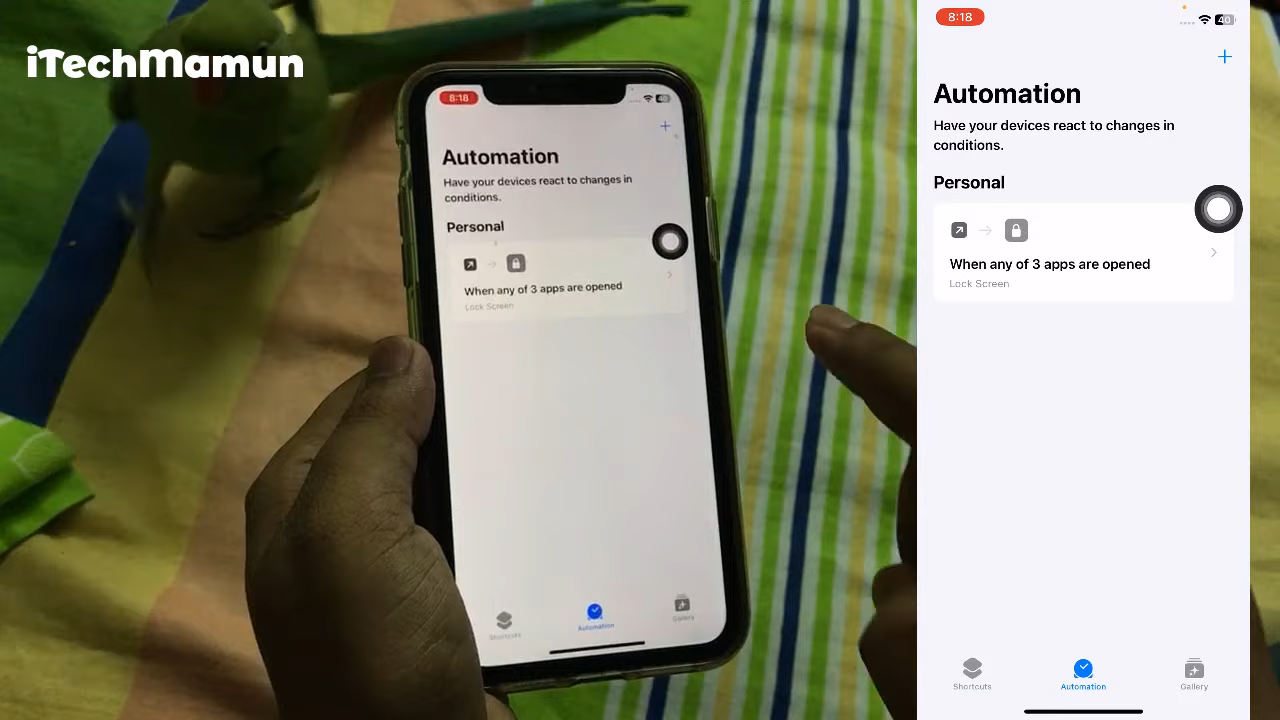 iTechMamun
8:18
Automation
Have your devices react to changes in
conditions.
Personal
When any of 3 apps are opened
Lock Screen
Shortcuts
Automation
Gallery
8:18
40
Automation
Have your devices react to changes in
conditions.
Personal
When any of 3 apps are opened
Lock Screen
Shortcuts
Automation
Gallery